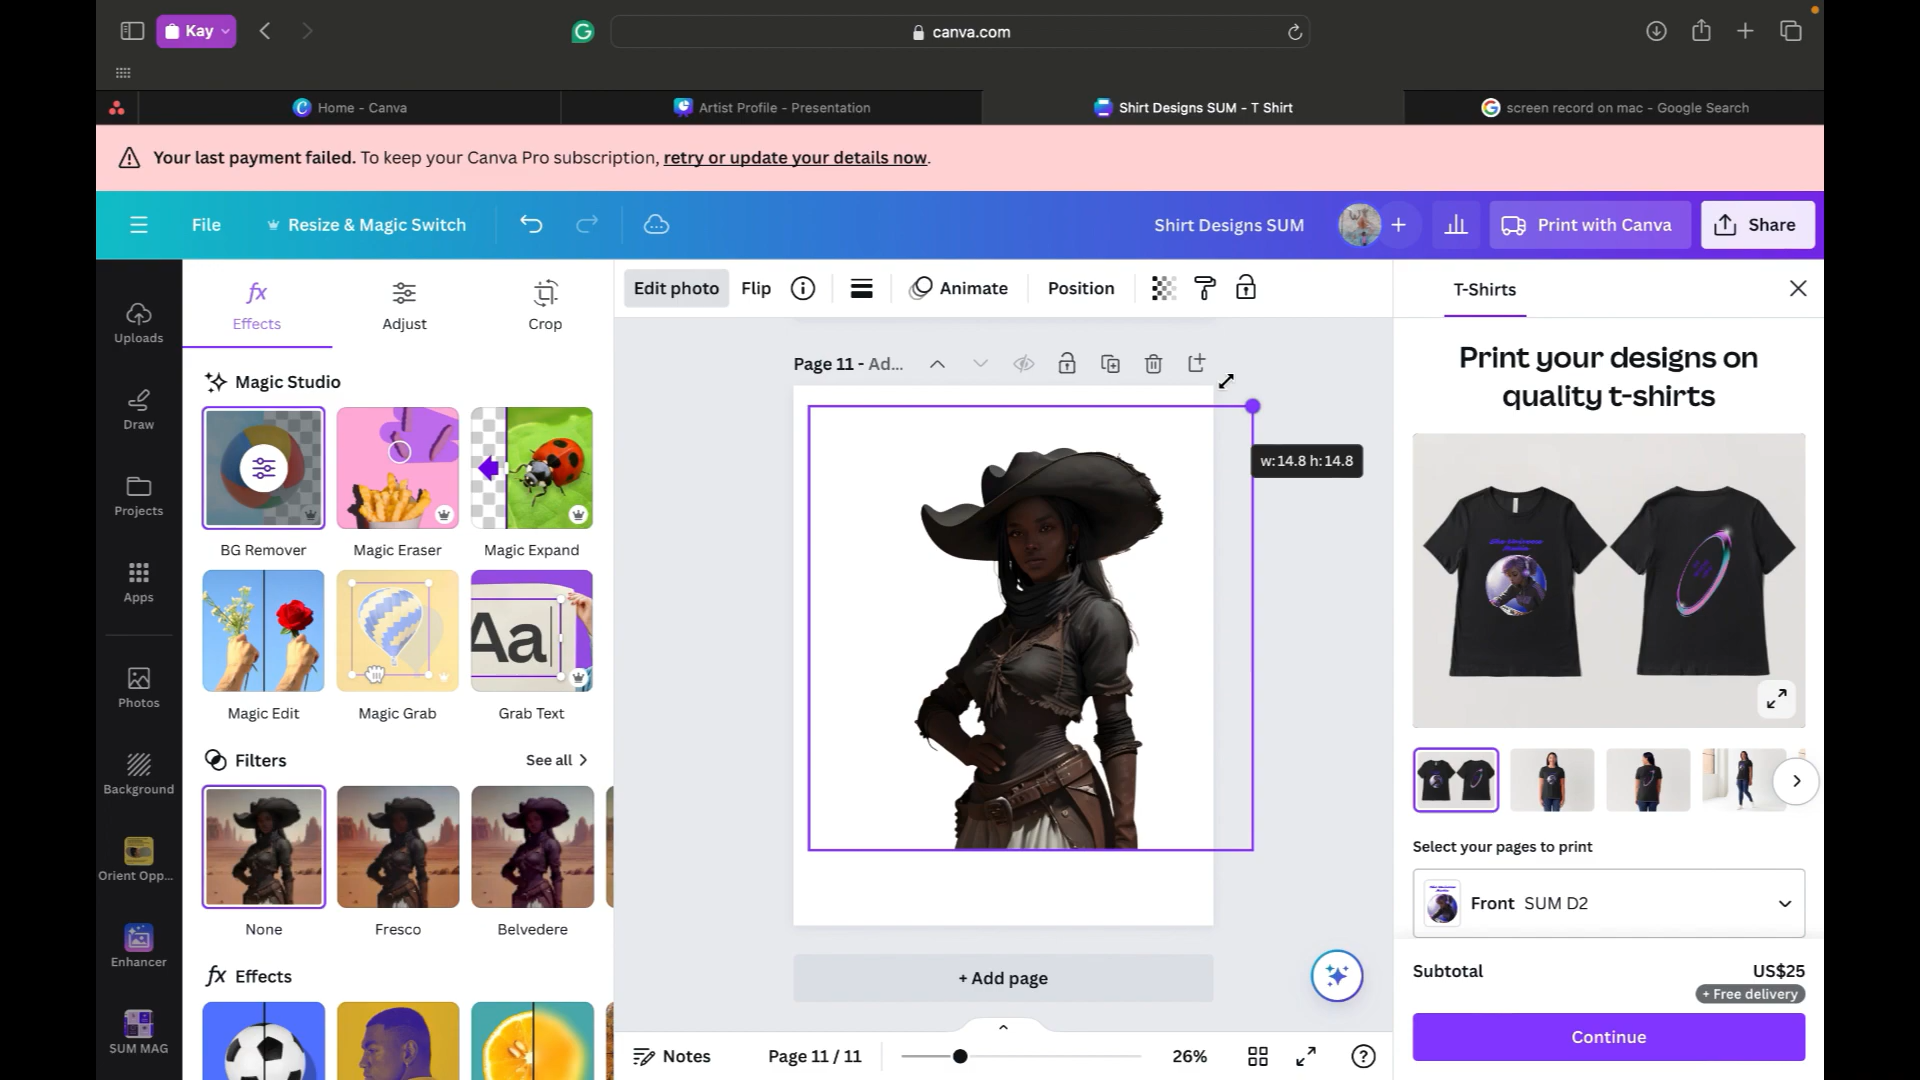 Kay
canva.com
Home - Canva
Artist Profile - Presentation
Shirt Designs SUM - T Shirt
screen record on mac - Google Search
Your last payment failed. To keep your Canva Pro subscription, retry or update your details now.
File
Resize & Magic Switch
Shirt Designs SUM
Print with Canva
Share
Uploads
Draw
Projects
Apps
Photos
Background
Orient Opp...
Enhancer
SUM MAG
Effects
Adjust
Crop
Magic Studio
BG Remover
Magic Eraser
Magic Expand
Aa
Magic Edit
Magic Grab
Grab Text
Filters
See all
None
Fresco
Belvedere
fx Effects
Edit photo
Flip
Animate
Position
Page 11 - Ad...
w:14.8 h:14.8
+ Add page
Notes
Page 11 / 11
26%
T-Shirts
Print your designs on
quality t-shirts
Select your pages to print
Front SUM D2
Subtotal
US$25
+ Free delivery
Continue